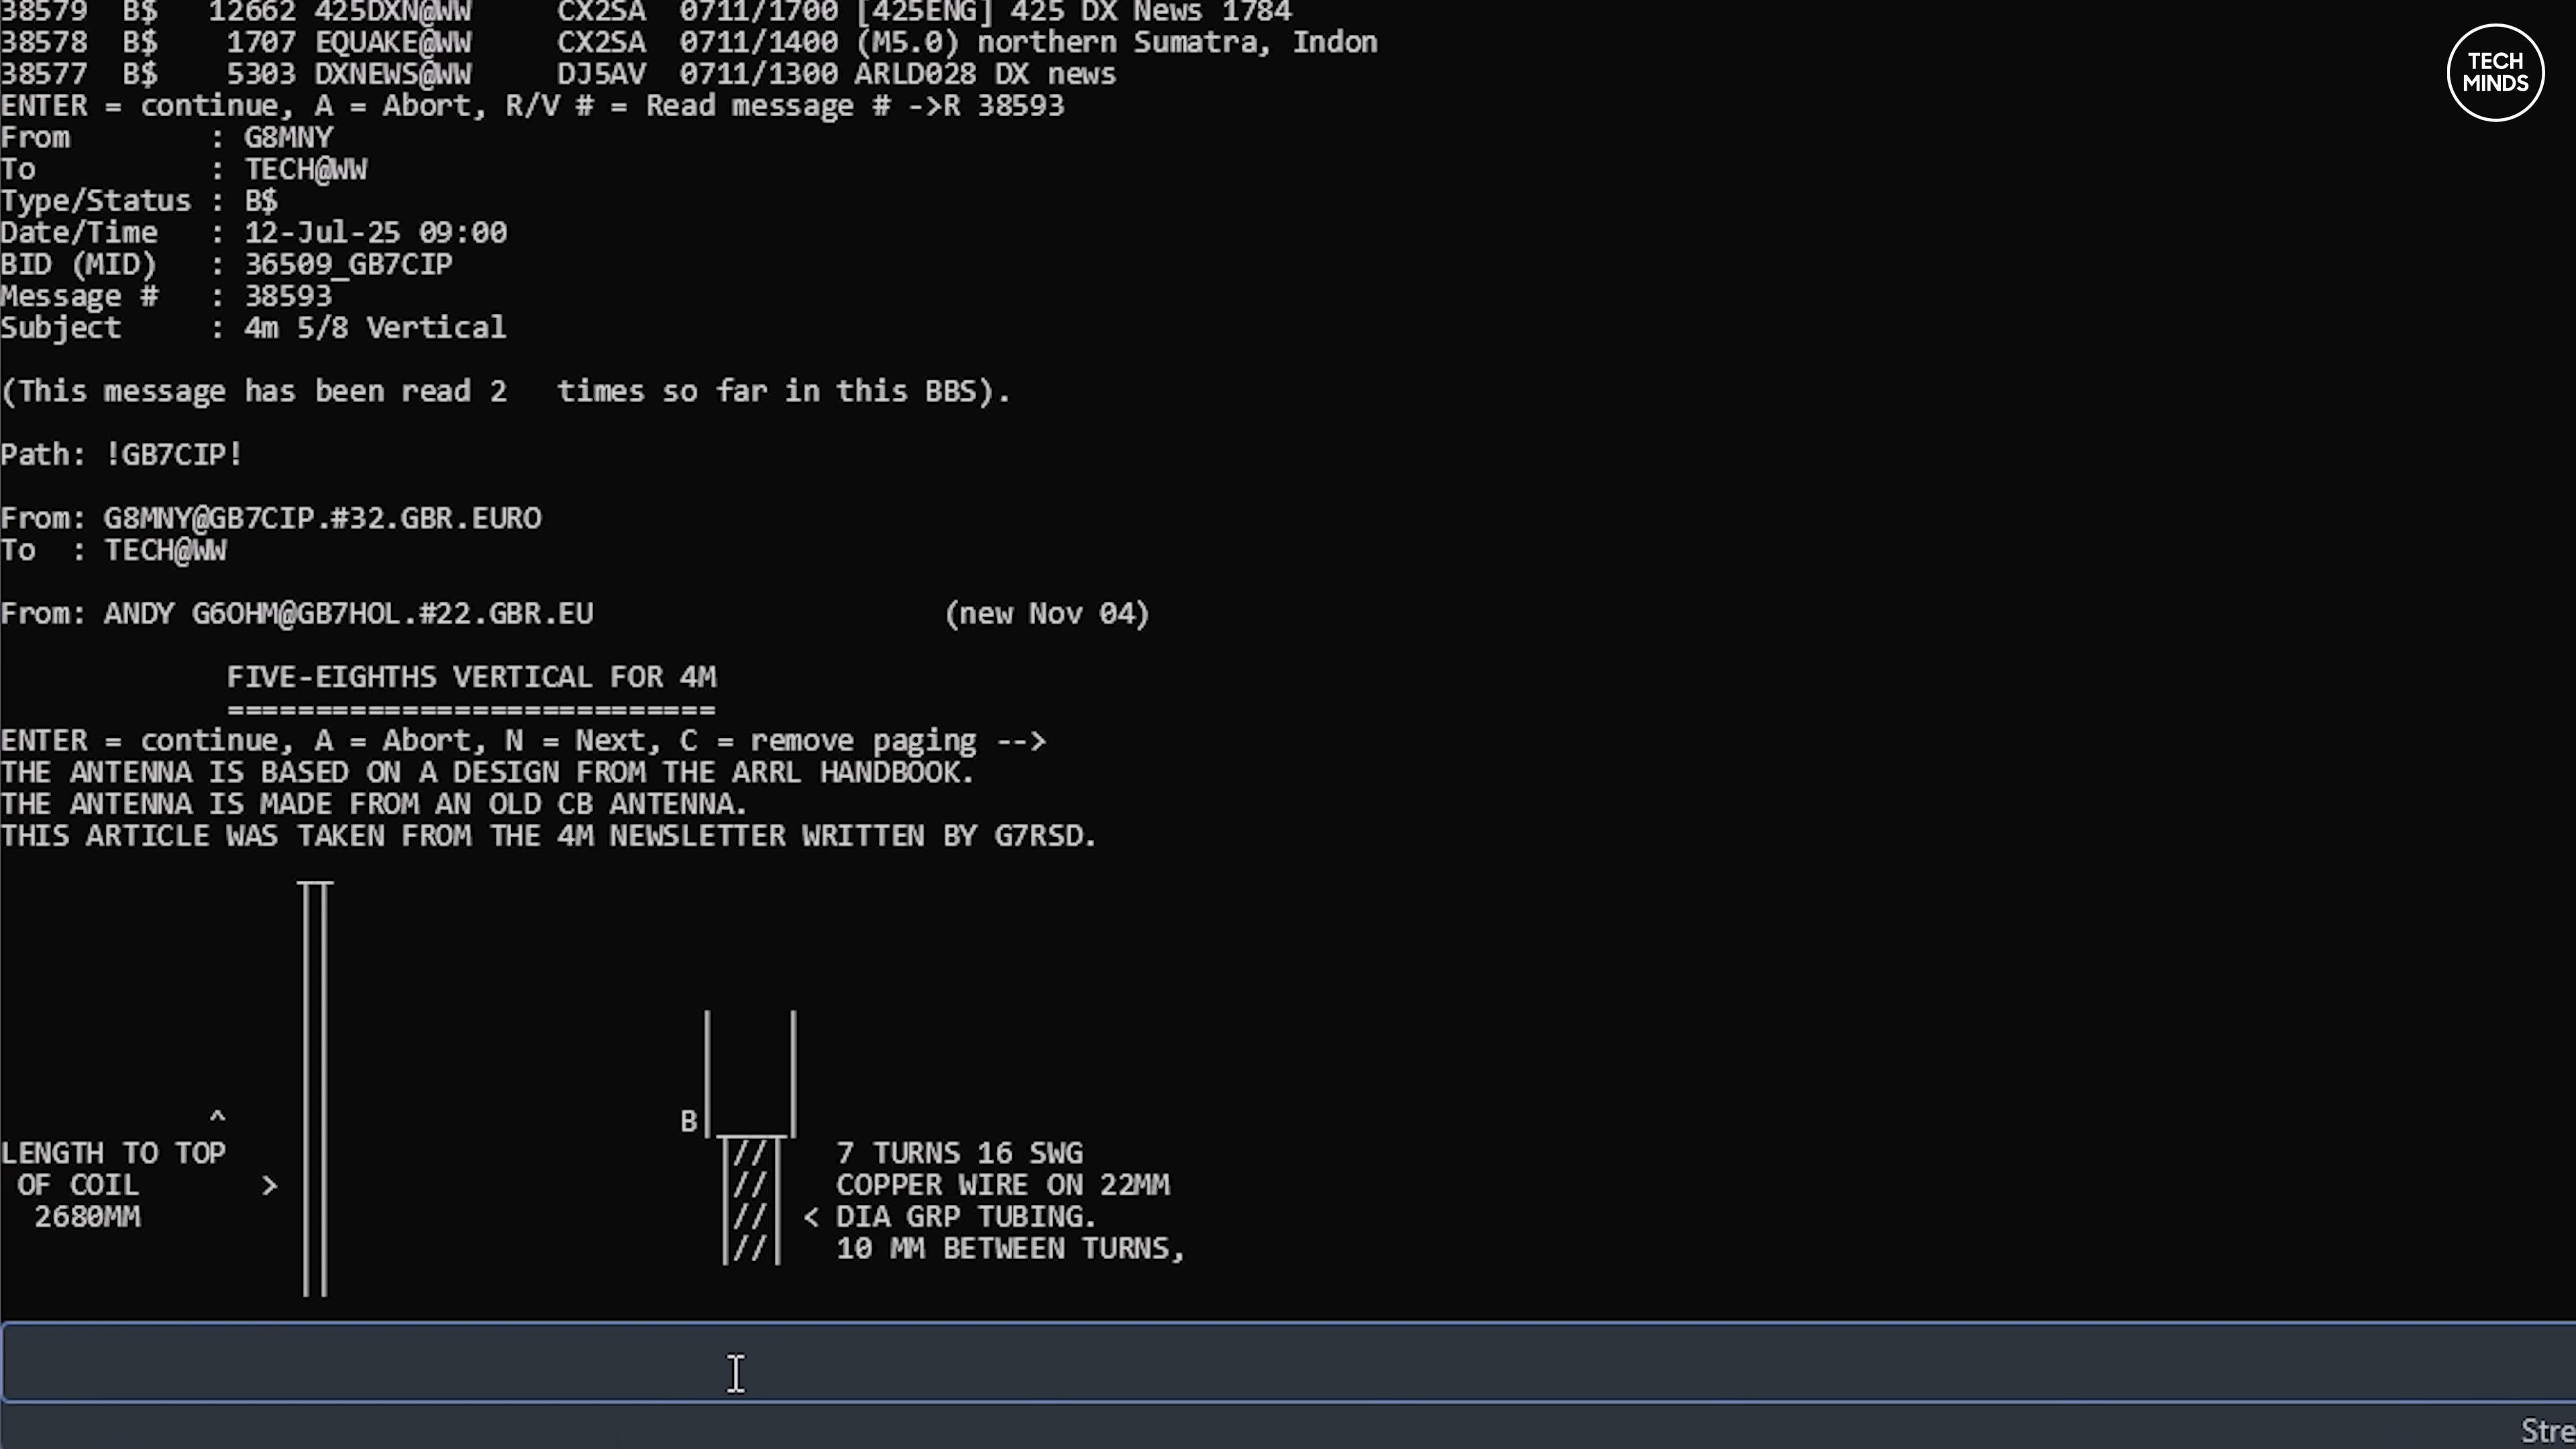 38579  B$   12662 425DXN@WW     CX2SA  0711/1700 [425ENG] 425 DX News 1784
38578  B$    1707 EQUAKE@WW     CX2SA  0711/1400 (M5.0) northern Sumatra, Indon
38577  B$    5303 DXNEWS@WW     DJ5AV  0711/1300 ARLD028 DX news
ENTER = continue, A = Abort, R/V # = Read message # ->R 38593
From        : G8MNY
To          : TECH@WW
Type/Status : B$
Date/Time   : 12-Jul-25 09:00
BID (MID)   : 36509_GB7CIP
Message #   : 38593
Subject     : 4m 5/8 Vertical
(This message has been read 2   times so far in this BBS).
Path: !GB7CIP!
From: G8MNY@GB7CIP.#32.GBR.EURO
To  : TECH@WW
From: ANDY G6OHM@GB7HOL.#22.GBR.EU                    (new Nov 04)
FIVE-EIGHTHS VERTICAL FOR 4M
============================
ENTER = continue, A = Abort, N = Next, C = remove paging -->
THE ANTENNA IS BASED ON A DESIGN FROM THE ARRL HANDBOOK.
THE ANTENNA IS MADE FROM AN OLD CB ANTENNA.
THIS ARTICLE WAS TAKEN FROM THE 4M NEWSLETTER WRITTEN BY G7RSD.
^
B
LENGTH TO TOP
OF COIL       >
2680MM
7 TURNS 16 SWG
COPPER WIRE ON 22MM
< DIA GRP TUBING.
10 MM BETWEEN TURNS,
TECH
MINDS
Stre